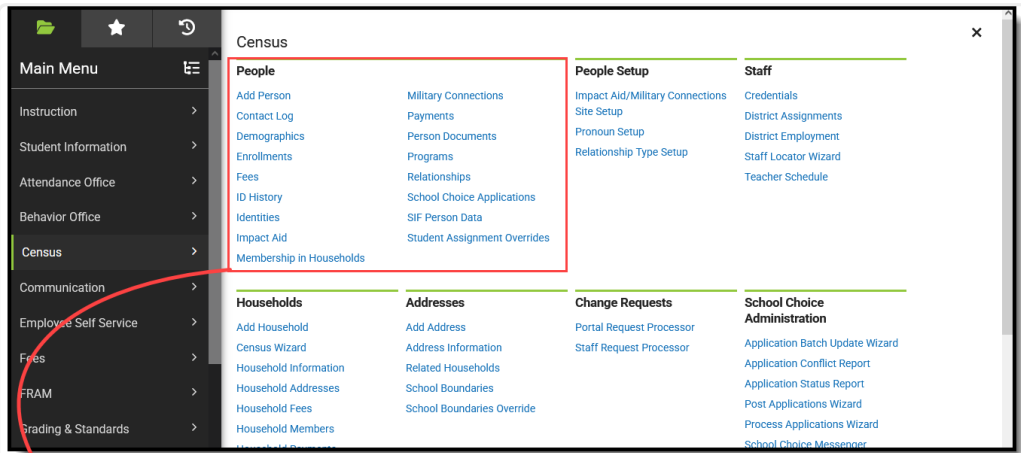 Census
Main Menu
Instruction
Student Information
Attendance Office
Behavior Office
Census
Communication
Employee Self Service
Fees
FRAM
Grading & Standards
People
Add Person
Contact Log
Demographics
Enrollments
Fees
ID History
Identities
Impact Aid
Membership in Households
Military Connections
Payments
Person Documents
Programs
Relationships
School Choice Applications
SIF Person Data
Student Assignment Overrides
People Setup
Impact Aid/Military Connections
Site Setup
Pronoun Setup
Relationship Type Setup
Staff
Credentials
District Assignments
District Employment
Staff Locator Wizard
Teacher Schedule
Households
Add Household
Census Wizard
Household Information
Household Addresses
Household Fees
Household Members
Household Payments
Addresses
Add Address
Address Information
Related Households
School Boundaries
School Boundaries Override
Change Requests
Portal Request Processor
Staff Request Processor
School Choice
Administration
Application Batch Update Wizard
Application Conflict Report
Application Status Report
Post Applications Wizard
Process Applications Wizard
School Choice Messenger